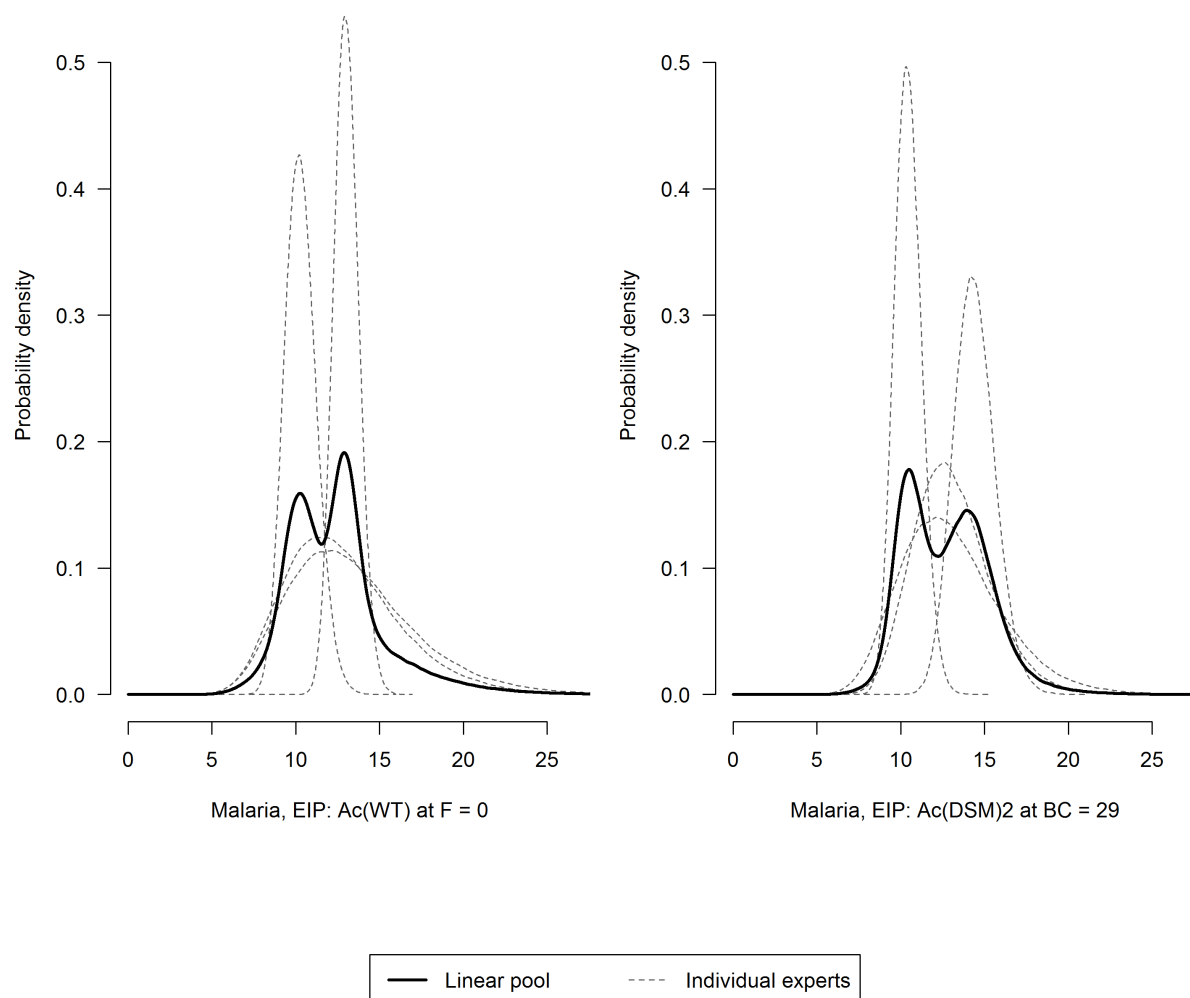 Probability density
0.5
0.4
0.3
0.2
0.1
0.0
0 5 10 15 20 25
Malaria, EIP: Ac(WT) at F = 0
Probability density
0.5
0.4
0.3
0.2
0.1
0.0
0 5 10 15 20 25
Malaria, EIP: Ac(DSM)2 at BC = 29
Linear pool Individual experts